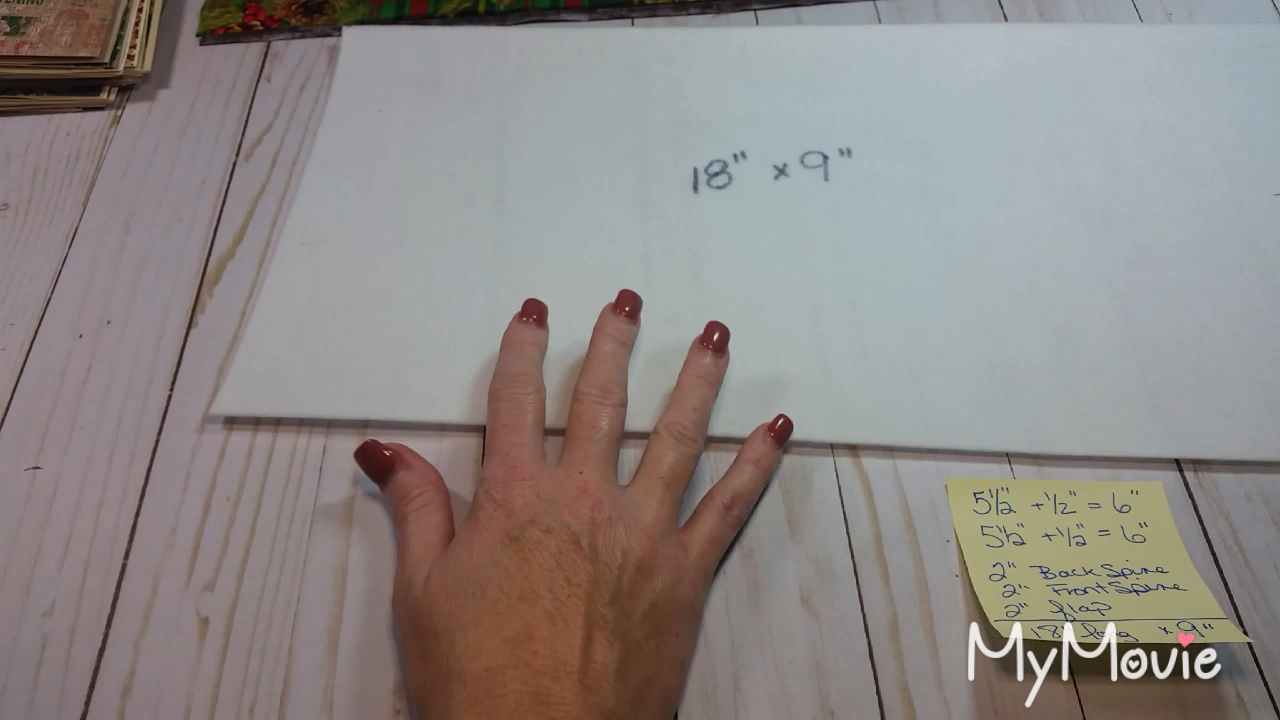 18" x 9"
5½" + ½" = 6"
5½" + ½" = 6"
2" Back Spine
2" Front Spine
2" flap
18" long x 9"
MyMovie